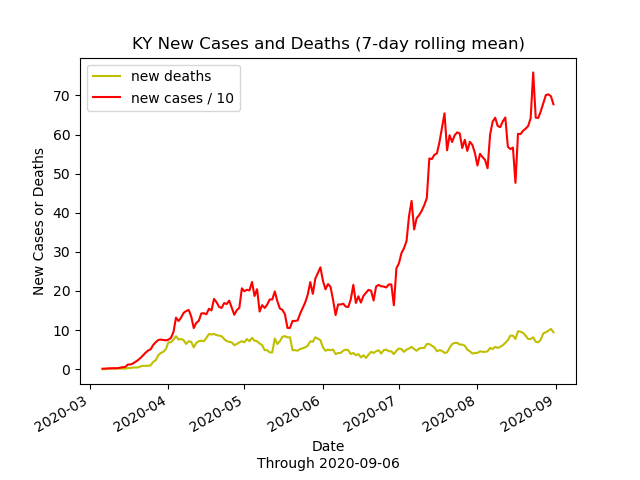 KY New Cases and Deaths (7-day rolling mean)
new deaths
new cases / 10
70
60
50
40
30
20
10
0
New Cases or Deaths
2020-03
2020-04
2020-05
2020-06
2020-07
2020-08
2020-09
Date
Through 2020-09-06